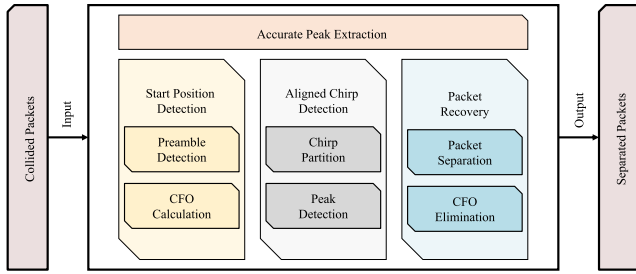 Collided Packets
Input
Accurate Peak Extraction
Start Position
Detection
Preamble
Detection
CFO
Calculation
Aligned Chirp
Detection
Chirp
Partition
Peak
Detection
Packet
Recovery
Packet
Separation
CFO
Elimination
Output
Separated Packets